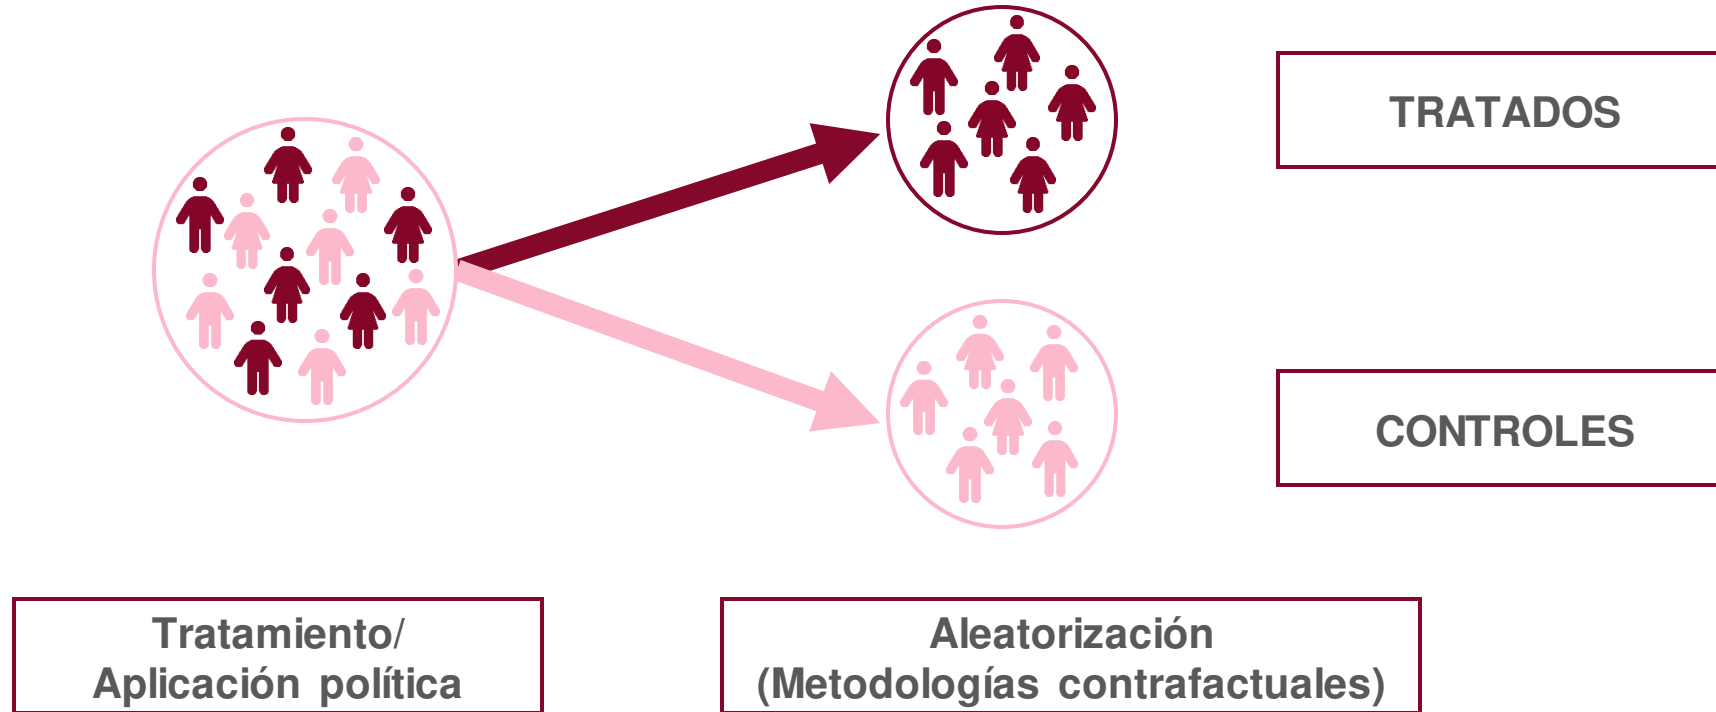 TRATADOS
CONTROLES
Tratamiento/
Aplicación política
Aleatorización
(Metodologías contrafactuales)